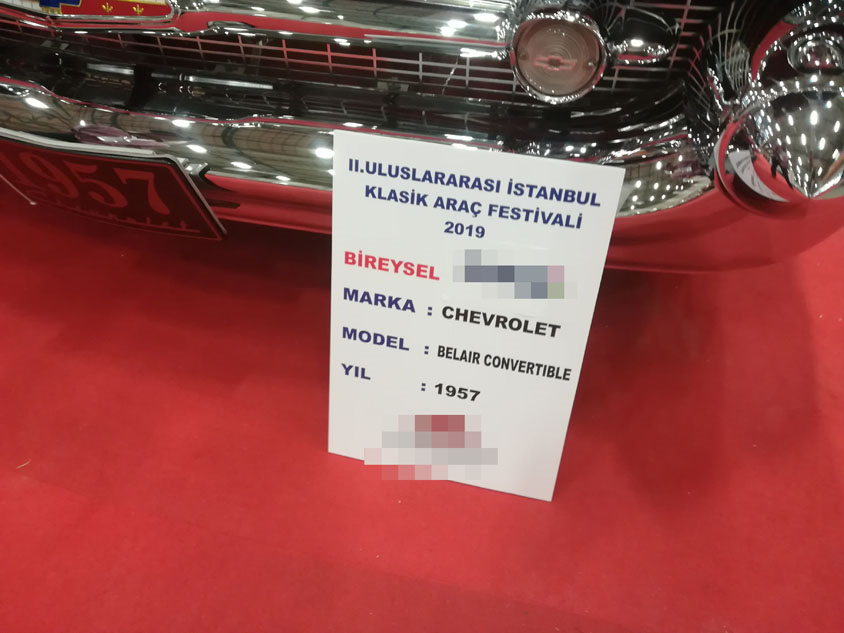 1957
II.ULUSLARARASI İSTANBUL
KLASİK ARAÇ FESTİVALİ
2019
BİREYSEL
MARKA : CHEVROLET
MODEL : BELAIR CONVERTIBLE
YIL : 1957